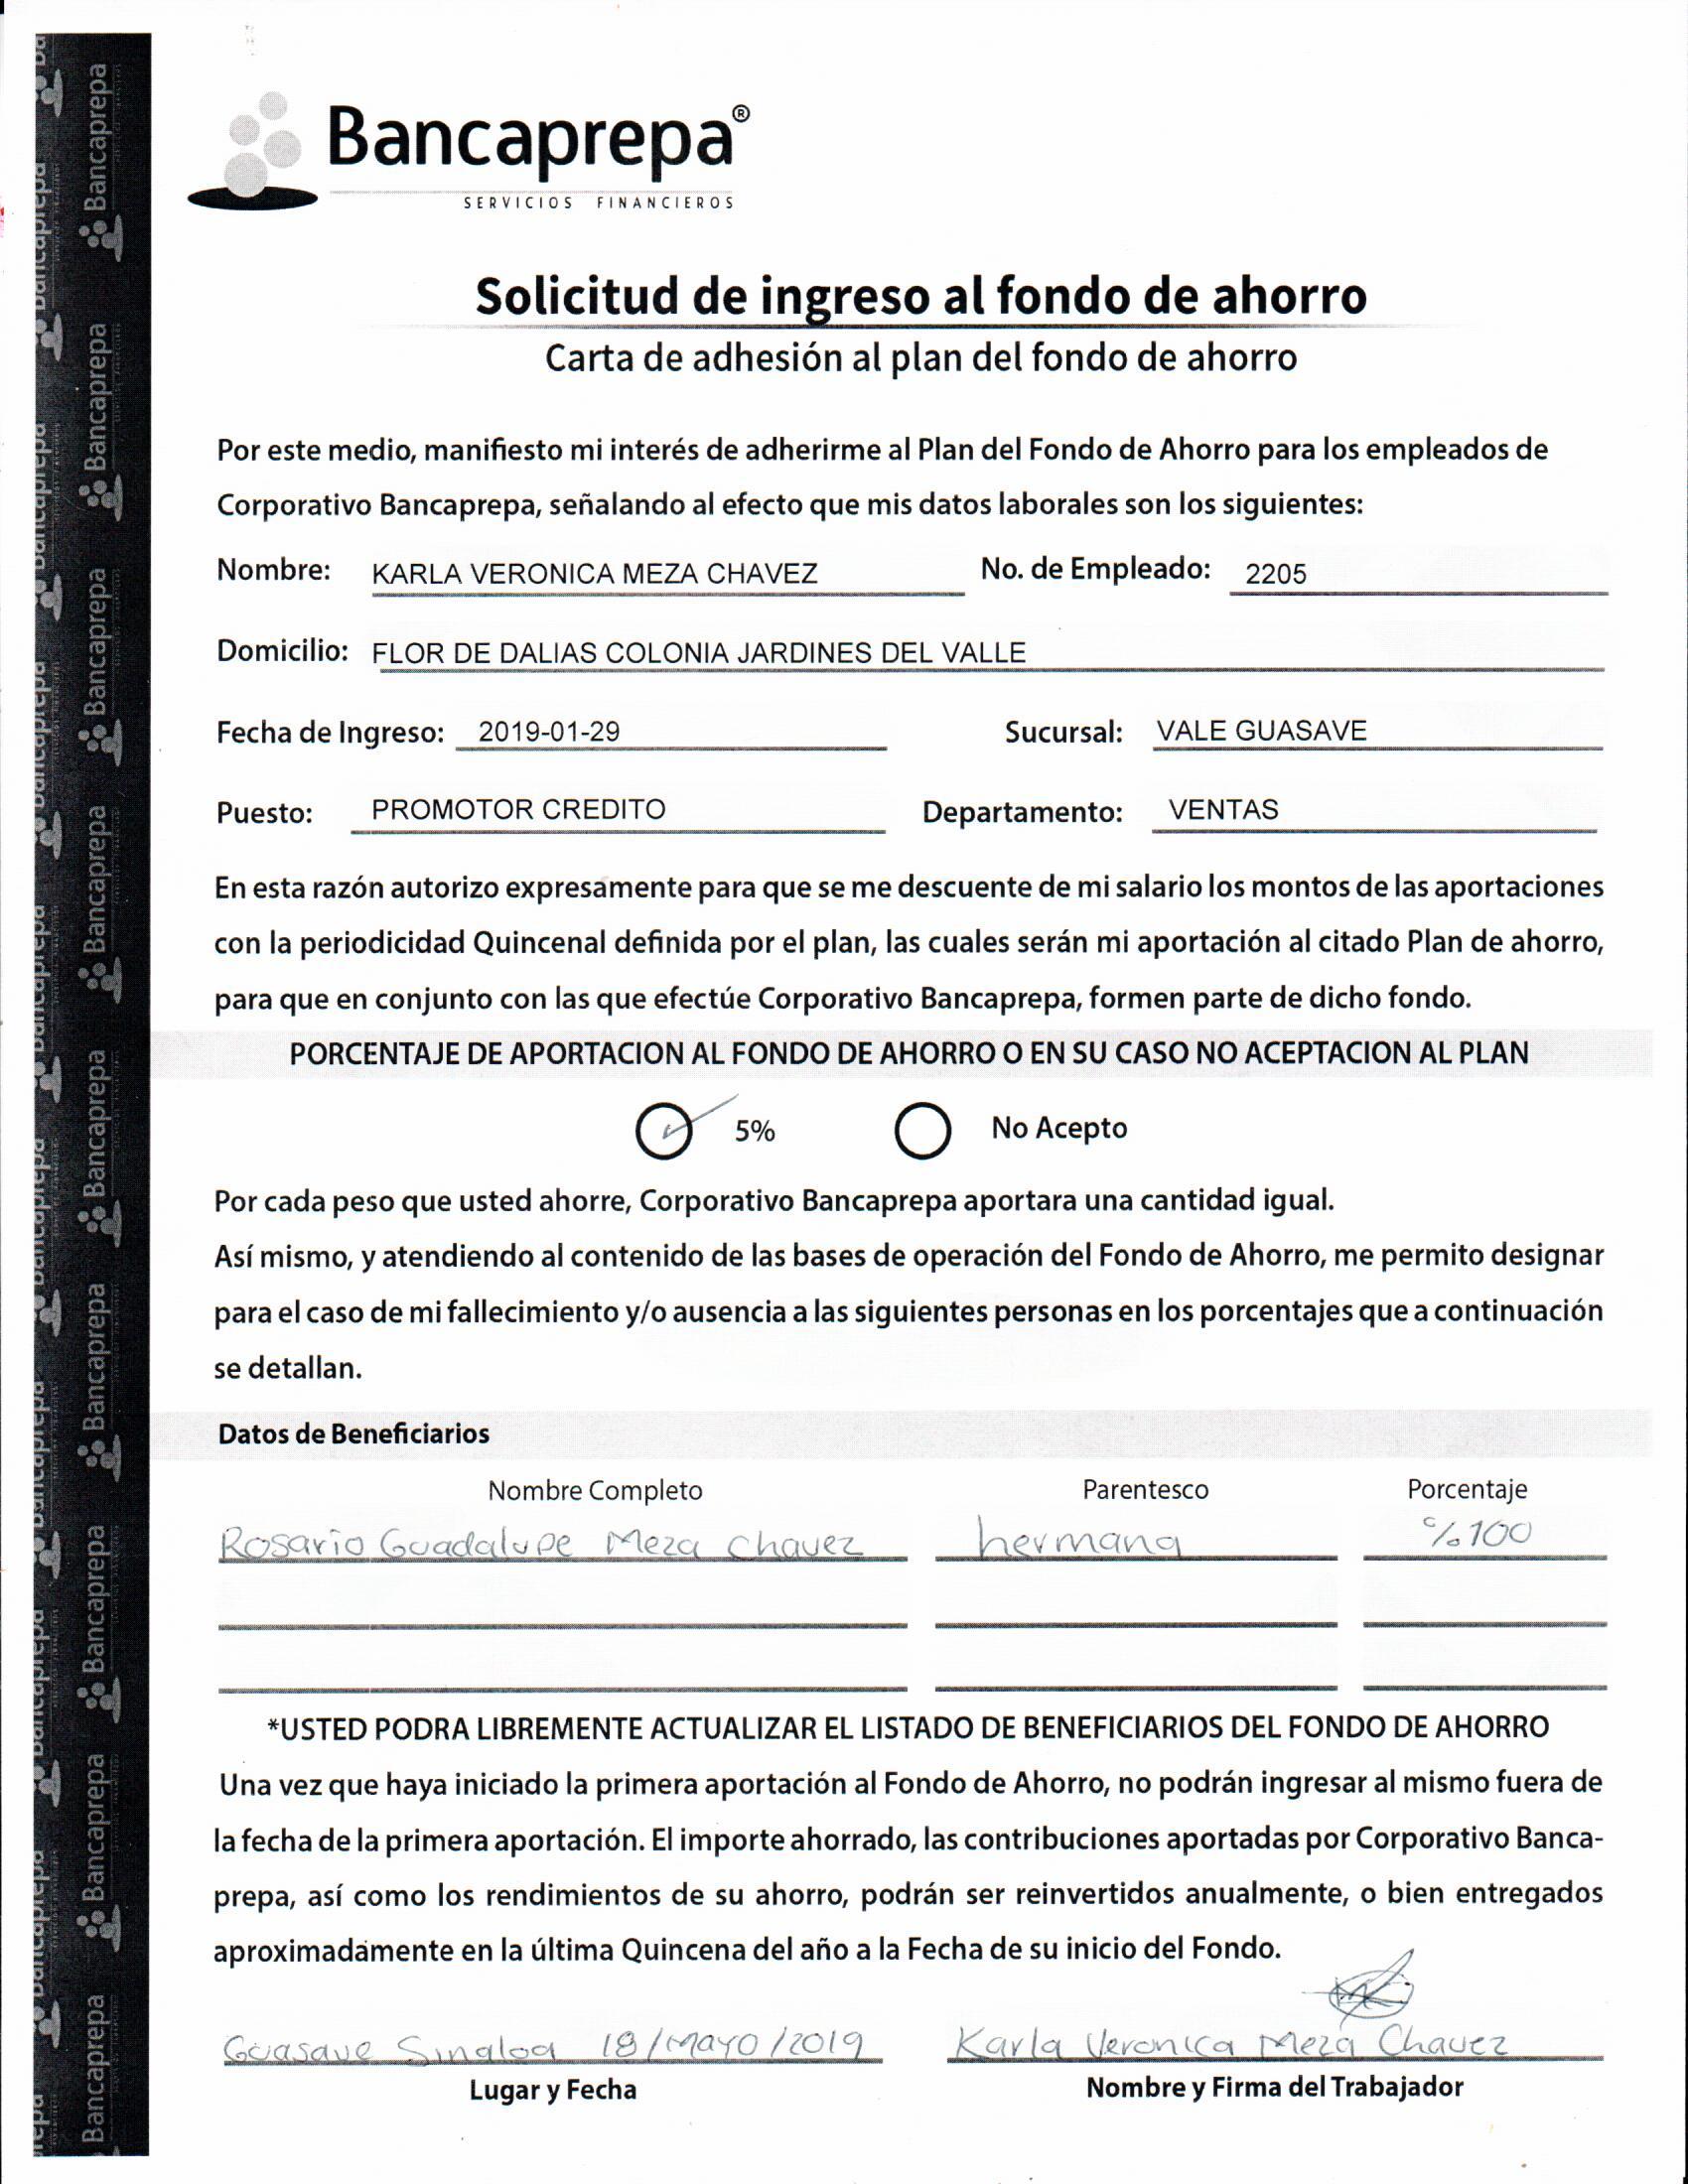 Bancaprepa®
SERVICIOS FINANCIEROS
Solicitud de ingreso al fondo de ahorro
Carta de adhesión al plan del fondo de ahorro
Por este medio, manifiesto mi interés de adherirme al Plan del Fondo de Ahorro para los empleados de
Corporativo Bancaprepa, señalando al efecto que mis datos laborales son los siguientes:
Nombre: KARLA VERONICA MEZA CHAVEZ No. de Empleado: 2205
Domicilio: FLOR DE DALIAS COLONIA JARDINES DEL VALLE
Fecha de Ingreso: 2019-01-29 Sucursal: VALE GUASAVE
Puesto: PROMOTOR CREDITO Departamento: VENTAS
En esta razón autorizo expresamente para que se me descuente de mi salario los montos de las aportaciones
con la periodicidad Quincenal definida por el plan, las cuales serán mi aportación al citado Plan de ahorro,
para que en conjunto con las que efectúe Corporativo Bancaprepa, formen parte de dicho fondo.
PORCENTAJE DE APORTACION AL FONDO DE AHORRO O EN SU CASO NO ACEPTACION AL PLAN
5% No Acepto
Por cada peso que usted ahorre, Corporativo Bancaprepa aportara una cantidad igual.
Así mismo, y atendiendo al contenido de las bases de operación del Fondo de Ahorro, me permito designar
para el caso de mi fallecimiento y/o ausencia a las siguientes personas en los porcentajes que a continuación
se detallan.
Datos de Beneficiarios
Nombre Completo Parentesco Porcentaje
Rosario Guadalupe Meza Chavez hermana %100
*USTED PODRA LIBREMENTE ACTUALIZAR EL LISTADO DE BENEFICIARIOS DEL FONDO DE AHORRO
Una vez que haya iniciado la primera aportación al Fondo de Ahorro, no podrán ingresar al mismo fuera de
la fecha de la primera aportación. El importe ahorrado, las contribuciones aportadas por Corporativo Banca-
prepa, así como los rendimientos de su ahorro, podrán ser reinvertidos anualmente, o bien entregados
aproximadamente en la última Quincena del año a la Fecha de su inicio del Fondo.
Guasave Sinaloa 18/MAYO/2019 Karla Veronica Meza Chavez
Lugar y Fecha Nombre y Firma del Trabajador